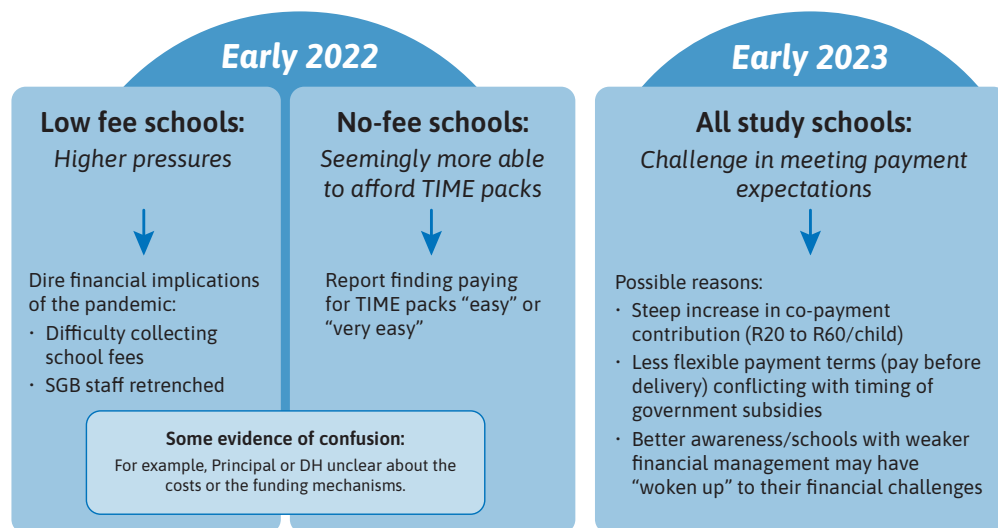 Early 2022
Low fee schools:
Higher pressures
Dire financial implications
of the pandemic:
· Difficulty collecting
school fees
· SGB staff retrenched
No-fee schools:
Seemingly more able
to afford TIME packs
Report finding paying
for TIME packs “easy” or
“very easy”
Some evidence of confusion:
For example, Principal or DH unclear about the
costs or the funding mechanisms.
Early 2023
All study schools:
Challenge in meeting payment
expectations
Possible reasons:
· Steep increase in co-payment
contribution (R20 to R60/child)
· Less flexible payment terms (pay before
delivery) conflicting with timing of
government subsidies
· Better awareness/schools with weaker
financial management may have
“woken up” to their financial challenges